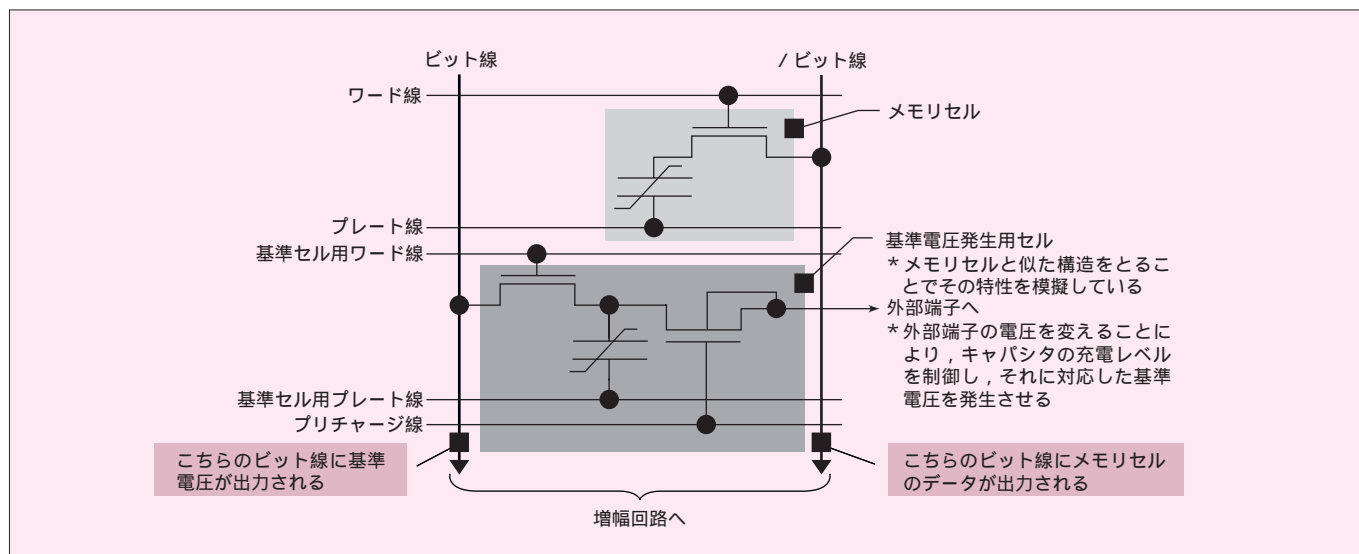 ビット線
/ ビット線
ワード線
メモリセル
プレート線
基準セル用ワード線
基準電圧発生用セル
*メモリセルと似た構造をとるこ
とでその特性を模擬している
外部端子へ
*外部端子の電圧を変えることに
より,キャパシタの充電レベル
を制御し,それに対応した基準
電圧を発生させる
基準セル用プレート線
プリチャージ線
こちらのビット線に基準
電圧が出力される
こちらのビット線にメモリセル
のデータが出力される
増幅回路へ